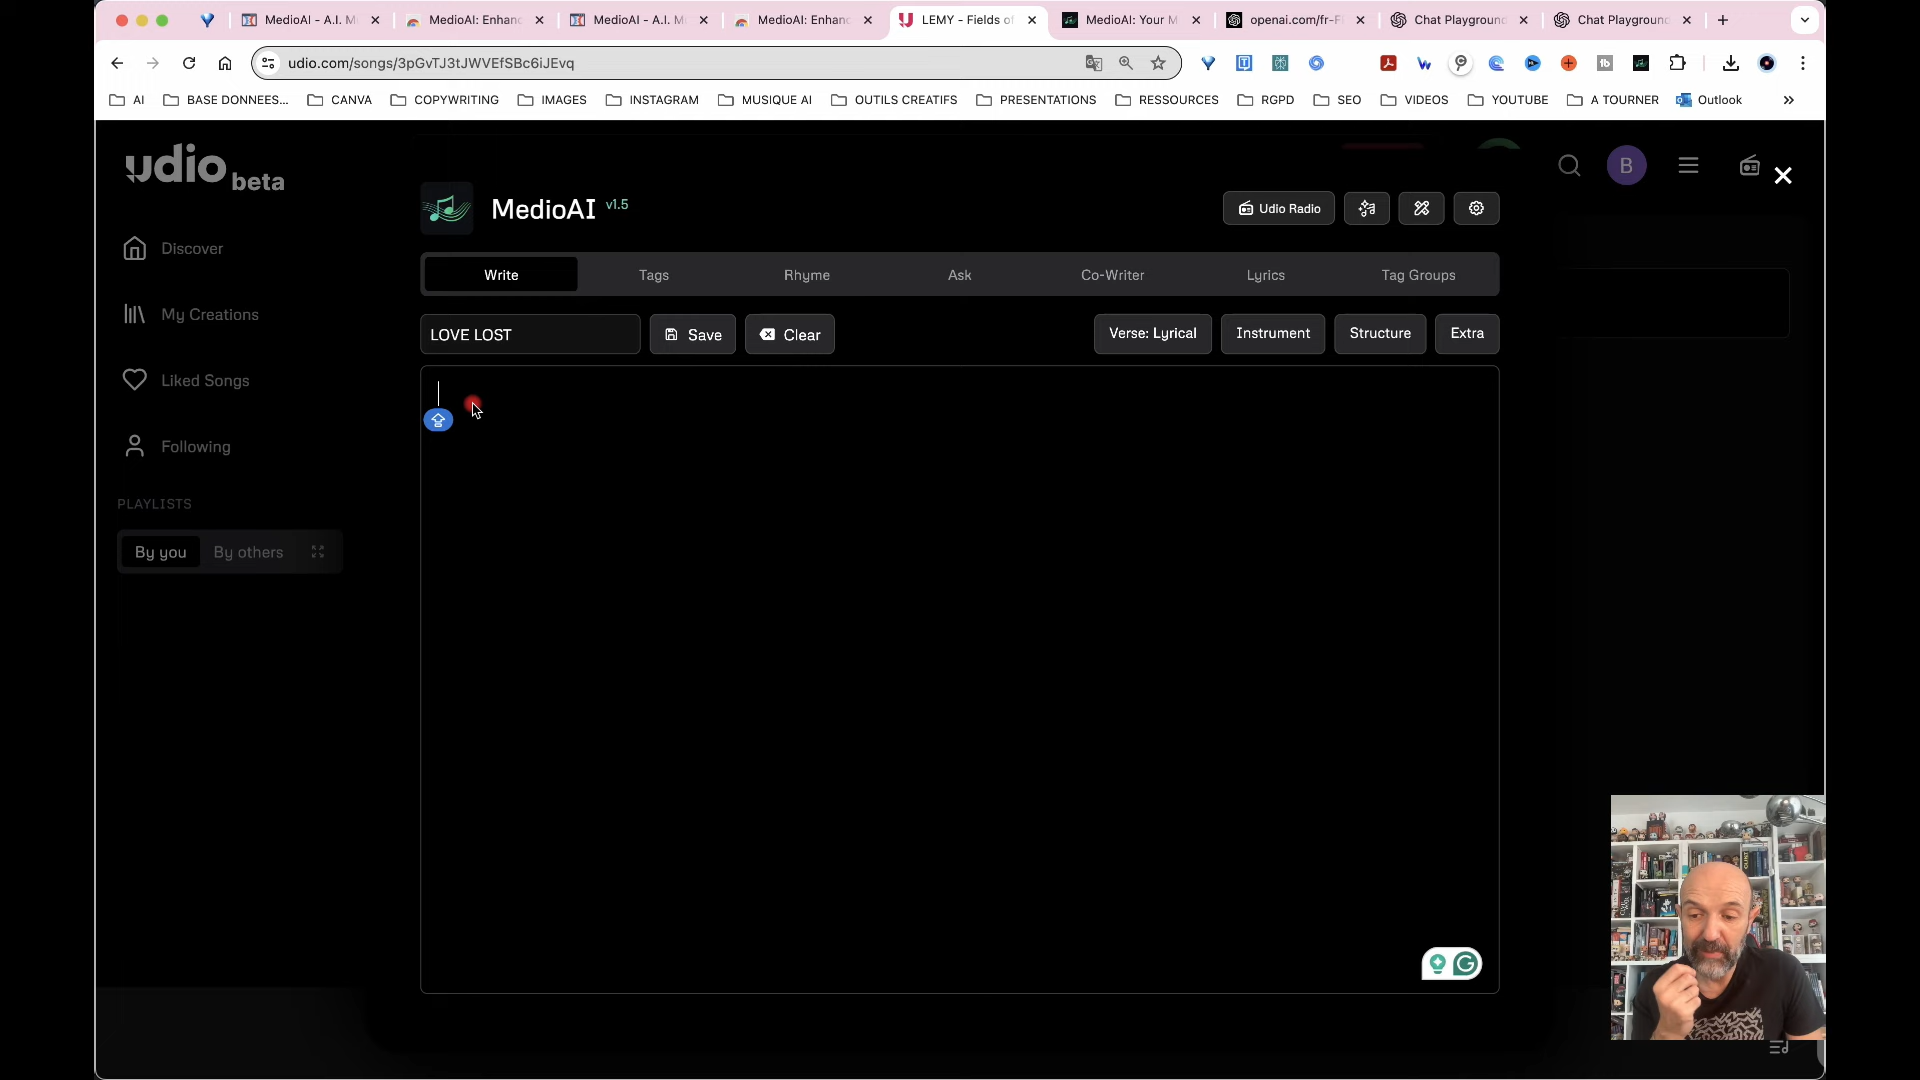 MedioAI - A.I. M
MedioAI: Enhanc
MedioAI - A.I. M
MedioAI: Enhanc
LEMY - Fields of
MedioAI: Your M
openai.com/fr-F
Chat Playground
Chat Playground
udio.com/songs/3pGvTJ3tJWVEfSBc6iJEvq
AI
BASE DONNEES...
CANVA
COPYWRITING
IMAGES
INSTAGRAM
MUSIQUE AI
OUTILS CREATIFS
PRESENTATIONS
RESSOURCES
RGPD
SEO
VIDEOS
YOUTUBE
A TOURNER
Outlook
udio beta
B
MedioAI v1.5
Udio Radio
Discover
My Creations
Liked Songs
Following
PLAYLISTS
By you
By others
Write
Tags
Rhyme
Ask
Co-Writer
Lyrics
Tag Groups
LOVE LOST
Save
Clear
Verse: Lyrical
Instrument
Structure
Extra